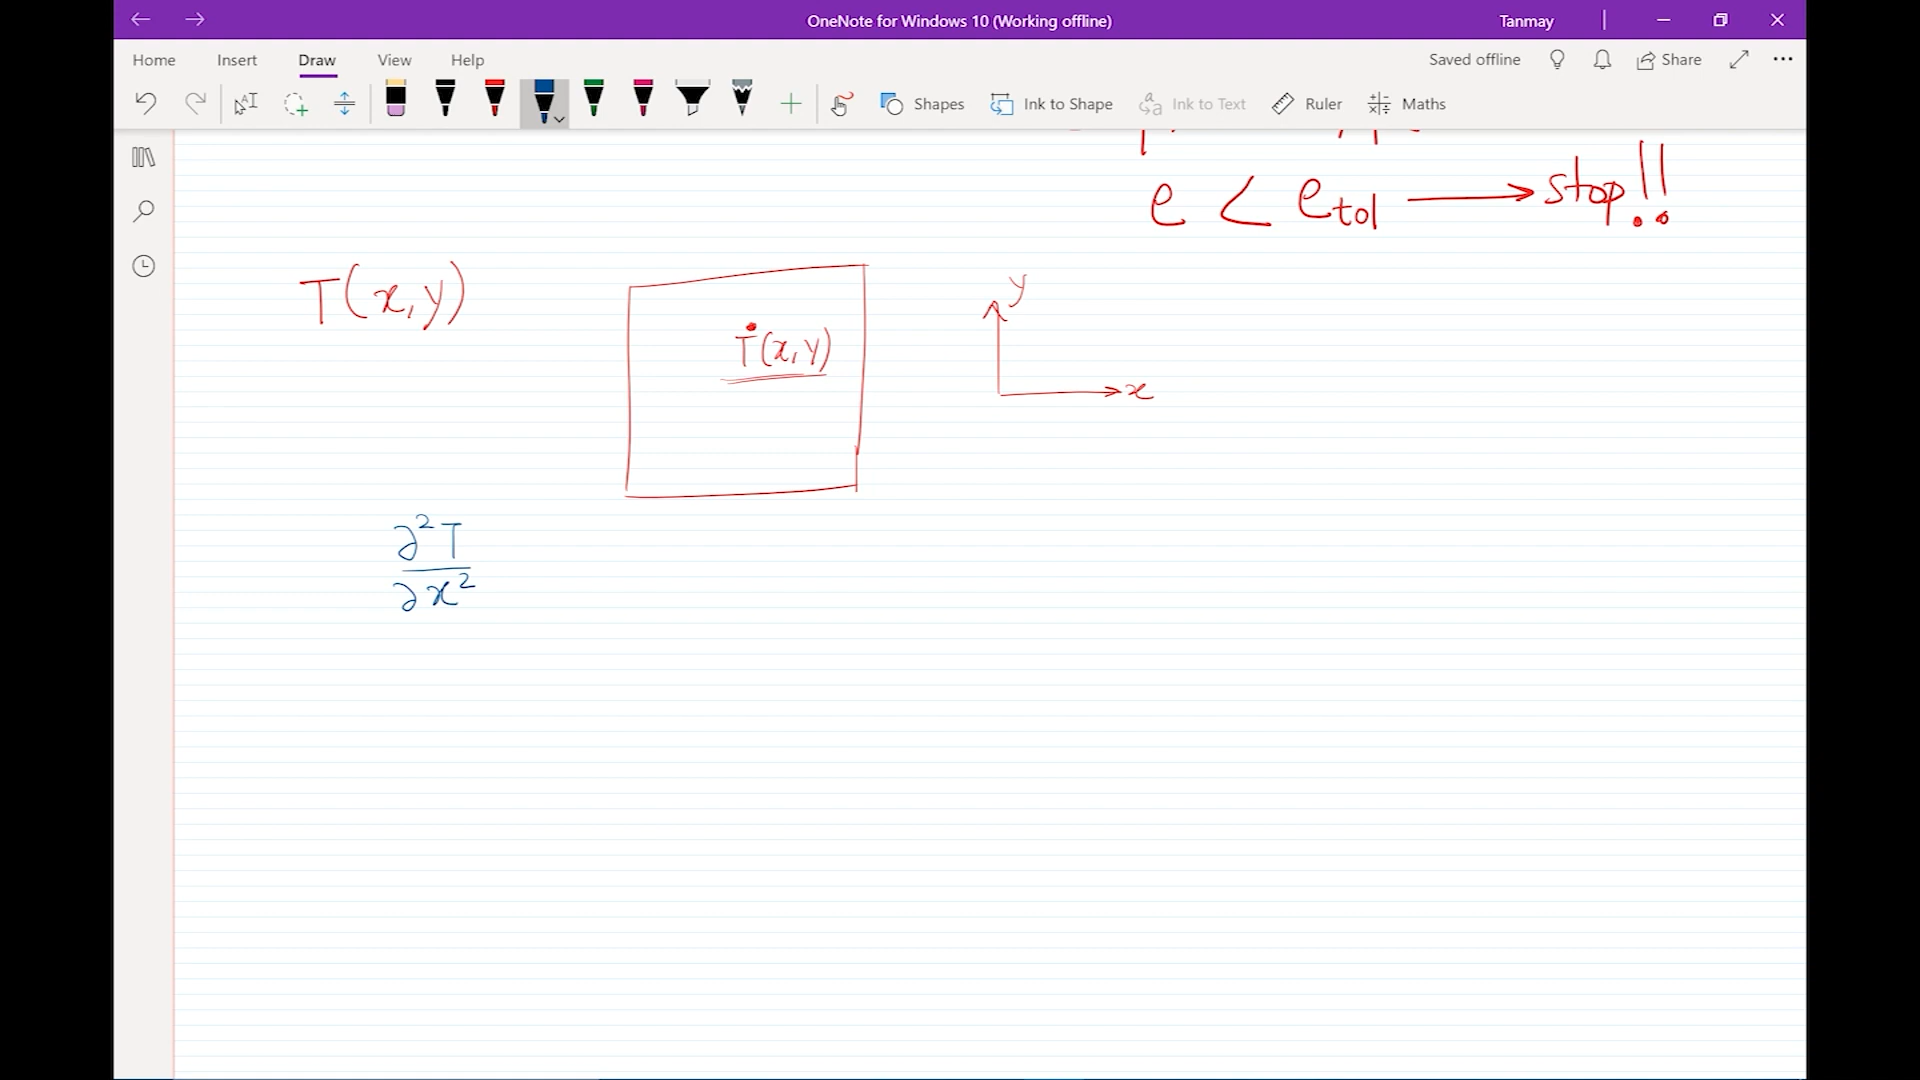 OneNote for Windows 10 (Working offline)
Tanmay
Home Insert Draw View Help
Saved offline
Share
Shapes
Ink to Shape
Ink to Text
Ruler
Maths
e < e_tol → stop!!
T(x,y)
T(x,y)
y
x
∂²T
∂x²